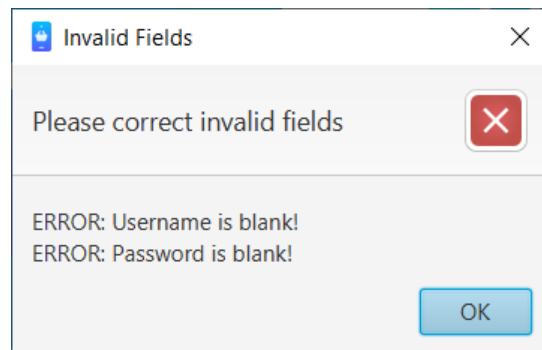 Invalid Fields
Please correct invalid fields
ERROR: Username is blank!
ERROR: Password is blank!
OK